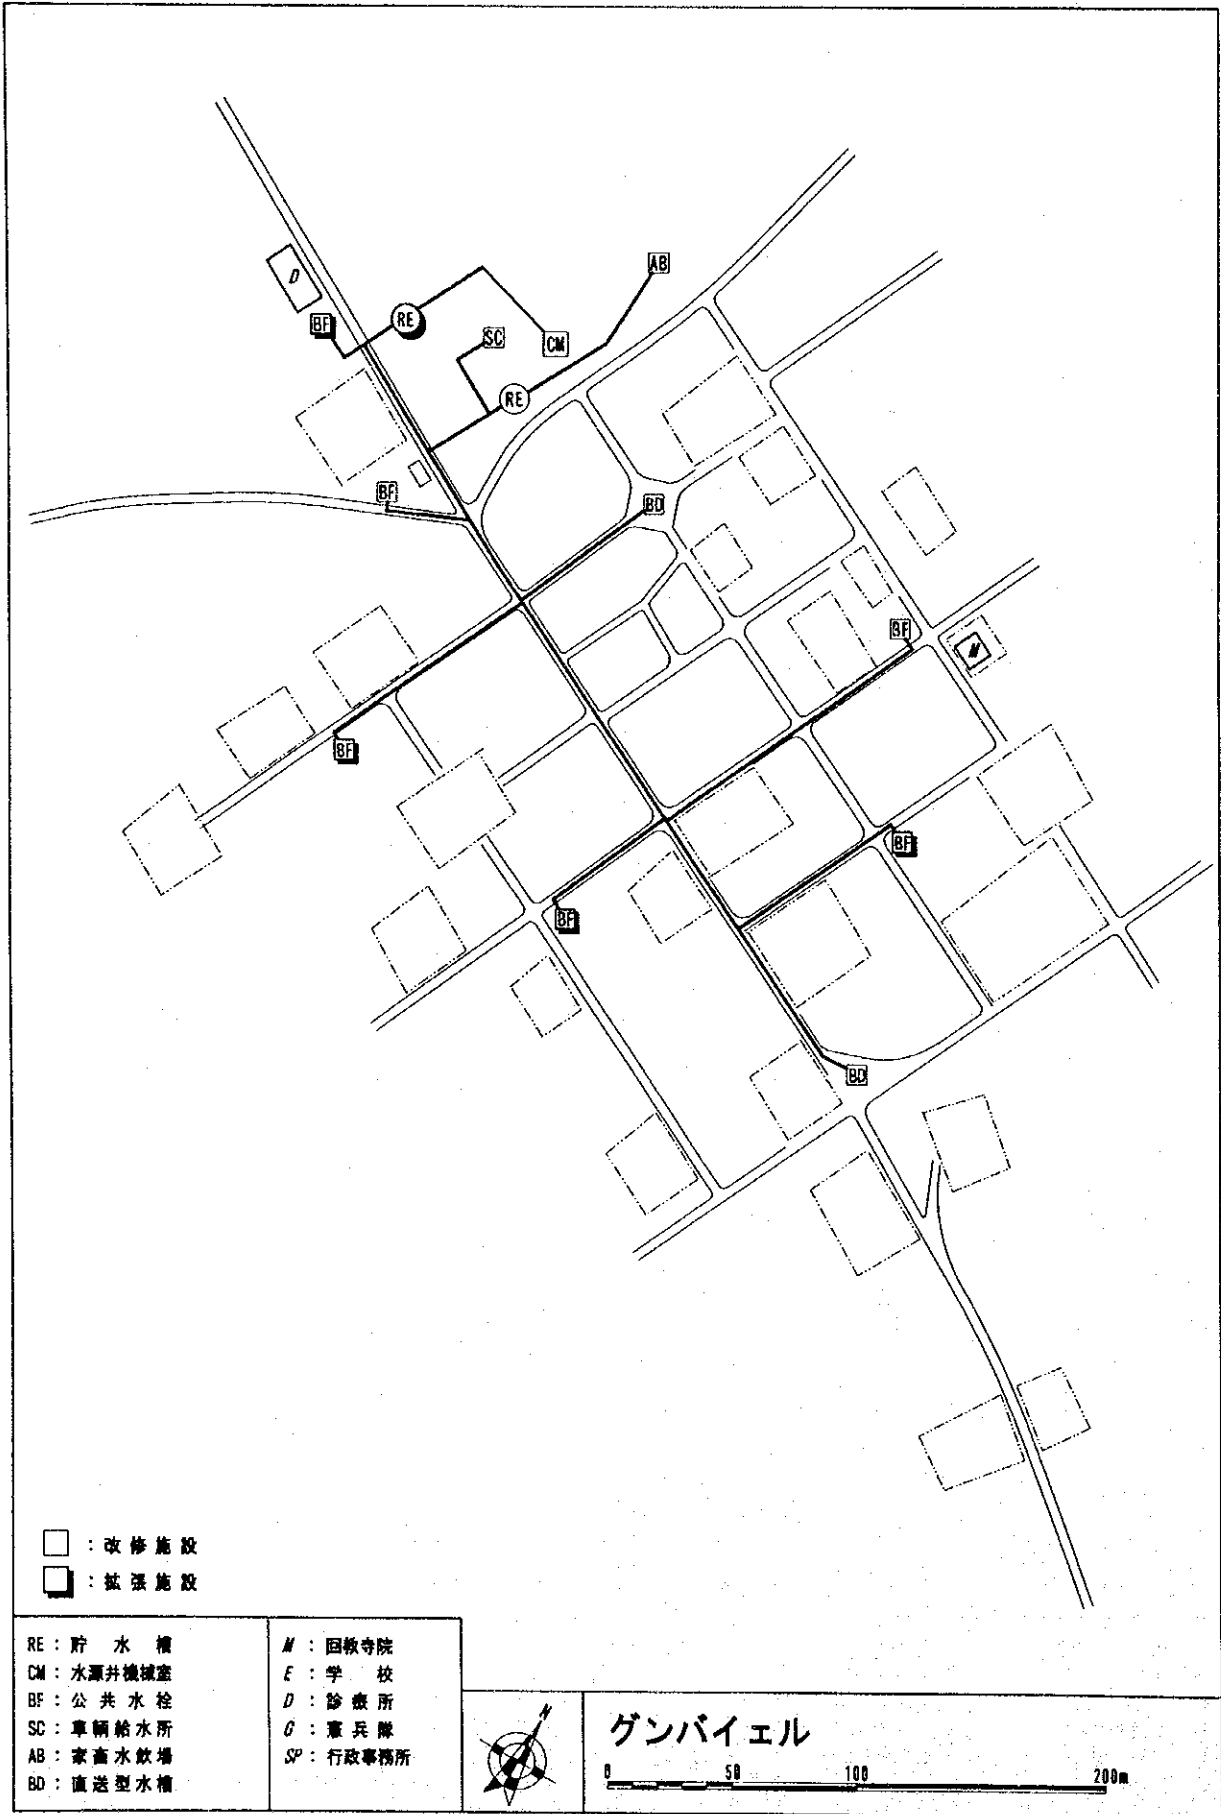 D
AB
BF
RE
SC
CM
RE
BF
BD
BF
M
BF
BF
BF
BD
: 改修施設
: 拡張施設
RE : 貯水槽
CM : 水源井機械室
BF : 公共水栓
SC : 車輌給水所
AB : 家畜水飲場
BD : 直送型水槽
M : 回教寺院
E : 学校
D : 診療所
G : 憲兵隊
SP : 行政事務所
N
グンバイエル
0 50 100 200m